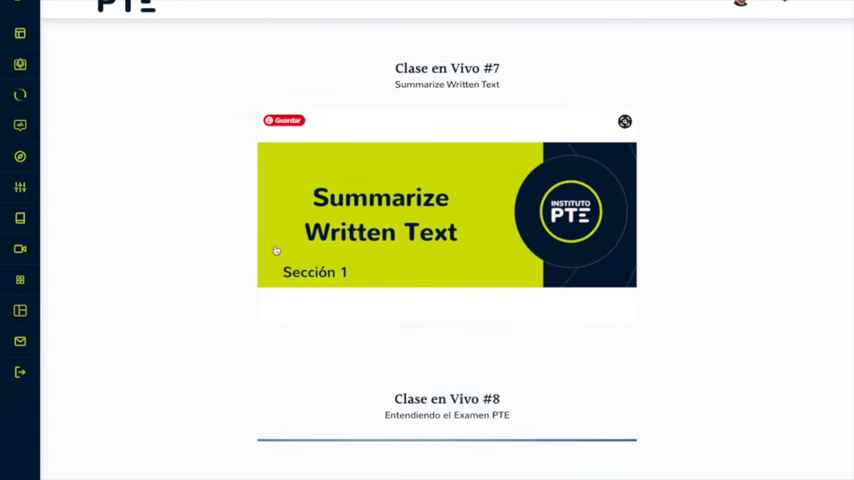 PTE
Clase en Vivo #7
Summarize Written Text
Guardar
Summarize
Written Text
Sección 1
INSTITUTO
PTE
Clase en Vivo #8
Entendiendo el Examen PTE